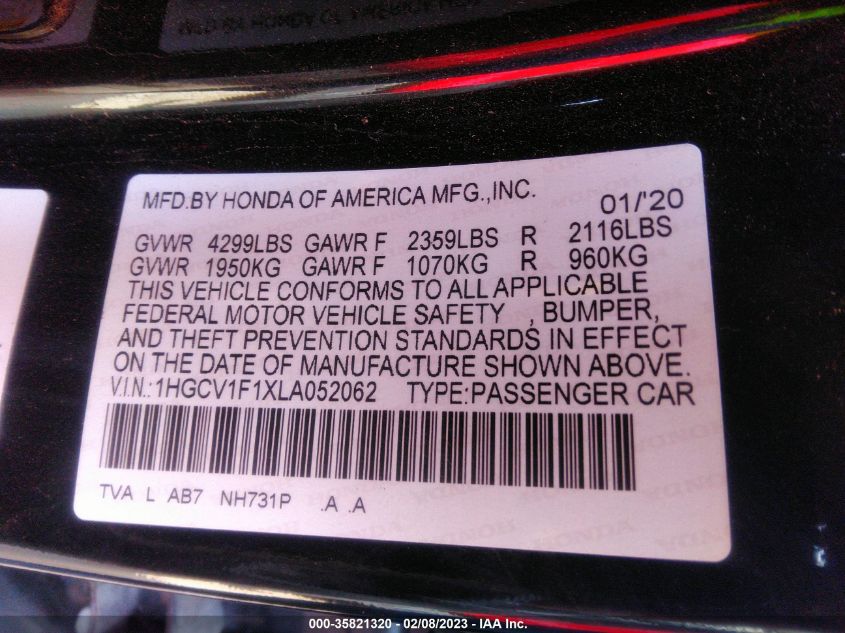 MFD.BY HONDA OF AMERICA MFG.,INC. 01/'20
GVWR 4299LBS GAWR F 2359LBS R 2116LBS
GVWR 1950KG GAWR F 1070KG R 960KG
THIS VEHICLE CONFORMS TO ALL APPLICABLE
FEDERAL MOTOR VEHICLE SAFETY , BUMPER,
AND THEFT PREVENTION STANDARDS IN EFFECT
ON THE DATE OF MANUFACTURE SHOWN ABOVE.
V.I.N.:1HGCV1F1XLA052062 TYPE:PASSENGER CAR
TVA L AB7 NH731P .A .A
000-35821320 - 02/08/2023 - IAA Inc.